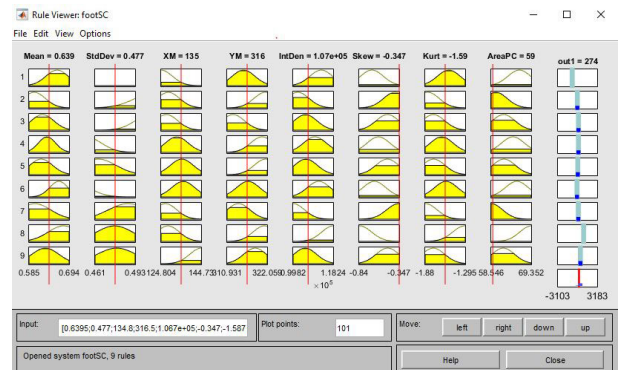 Rule Viewer: footSC
File Edit View Options
Mean = 0.639 StdDev = 0.477 XM = 135 YM = 316 IntDen = 1.07e+05 Skew = -0.347 Kurt = -1.59 AreaPC = 59 out1 = 274
1
2
3
4
5
6
7
8
9
0.585 0.694 0.461 0.493 124.804 144.73 310.931 322.059 0.9982 1.1824 -0.84 -0.347 -1.88 -1.295 58.546 69.352
× 10^5
-3103 3183
Input: [0.6395;0.477;134.8;316.5;1.067e+05;-0.347;-1.587 Plot points: 101 Move: left right down up
Opened system footSC, 9 rules Help Close